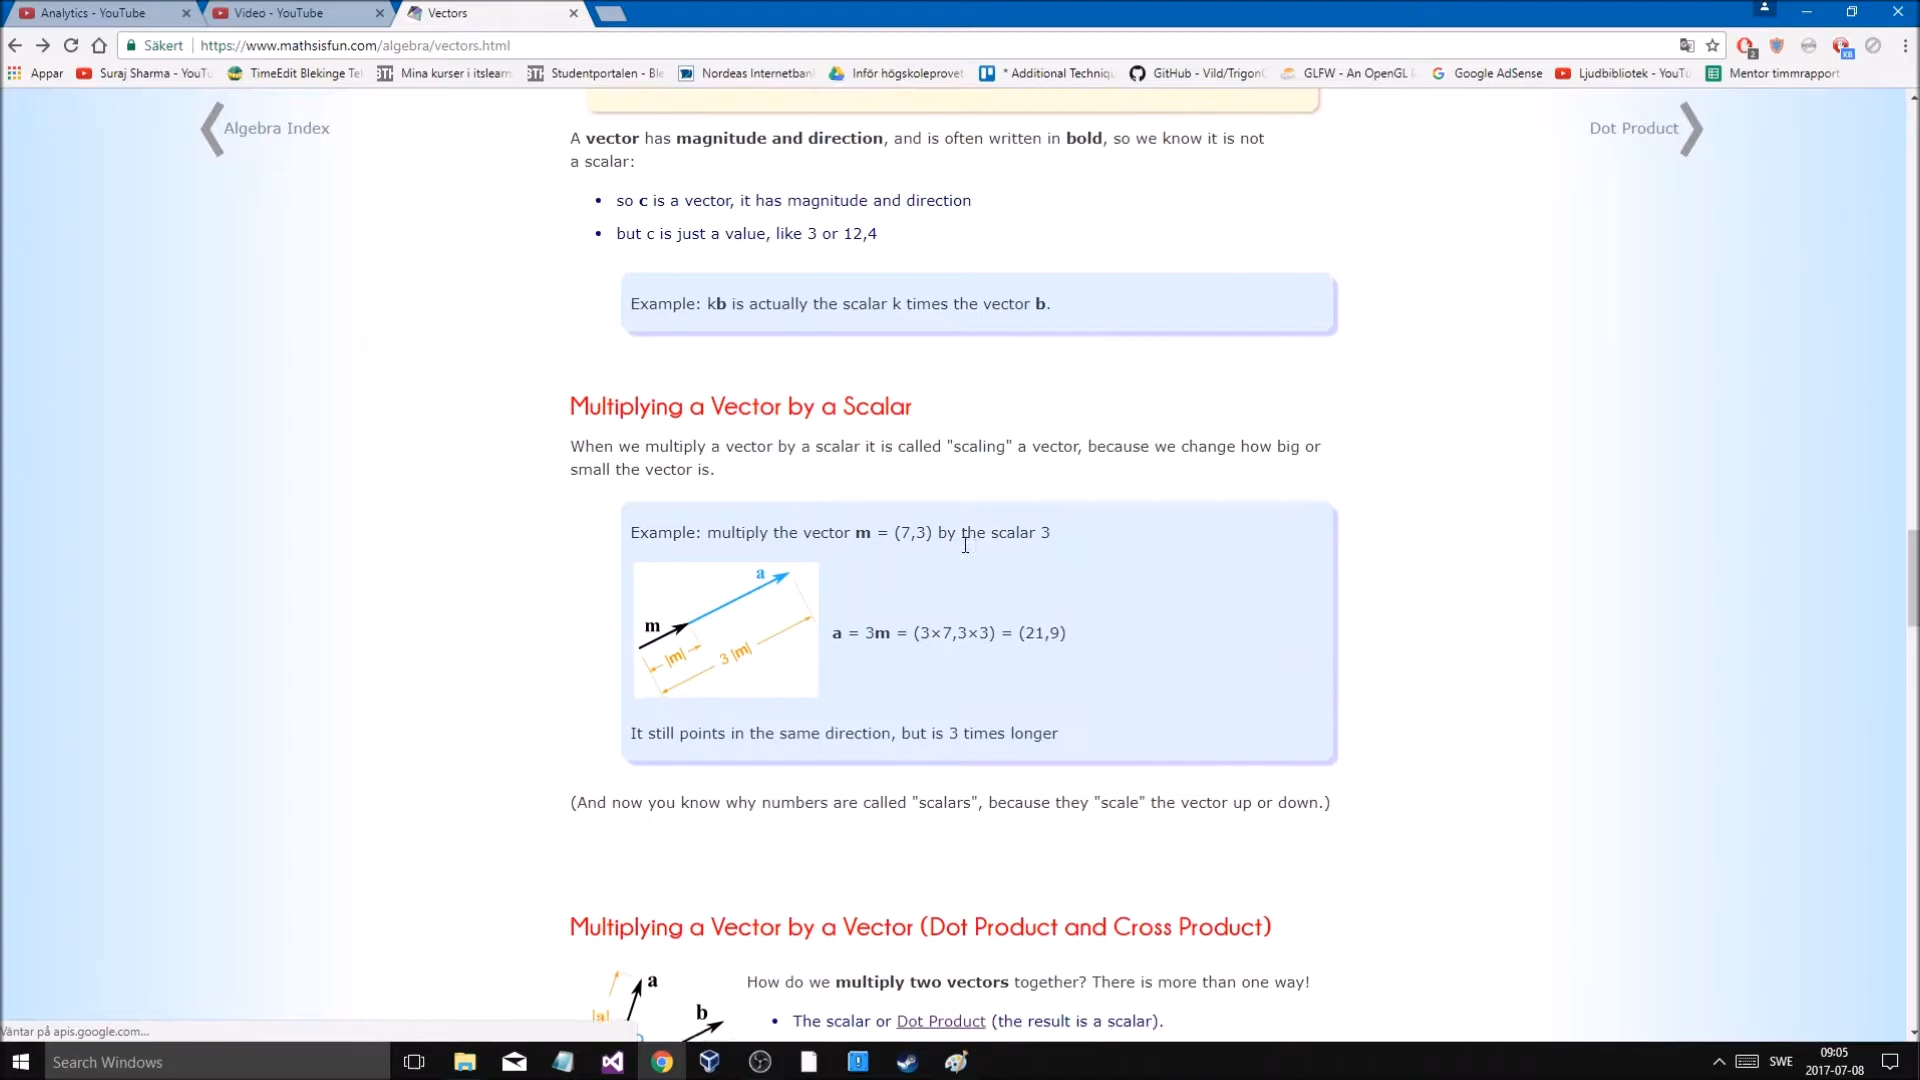 Analytics - YouTube
Video - YouTube
Vectors
Säkert
https://www.mathsisfun.com/algebra/vectors.html
Appar
Suraj Sharma - YouTu
TimeEdit Blekinge Te
Mina kurser i itslearn
Studentportalen - Ble
Nordeas Internetban
Inför högskoleprovet
* Additional Techniqu
GitHub - Vild/Trigon
GLFW - An OpenGL
Google AdSense
Ljudbibliotek - YouTu
Mentor timmrapport
Algebra Index
Dot Product
A vector has magnitude and direction, and is often written in bold, so we know it is not
a scalar:
• so c is a vector, it has magnitude and direction
• but c is just a value, like 3 or 12,4
Example: kb is actually the scalar k times the vector b.
Multiplying a Vector by a Scalar
When we multiply a vector by a scalar it is called "scaling" a vector, because we change how big or
small the vector is.
Example: multiply the vector m = (7,3) by the scalar 3
a
m
|m|
3 |m|
a = 3m = (3×7,3×3) = (21,9)
It still points in the same direction, but is 3 times longer
(And now you know why numbers are called "scalars", because they "scale" the vector up or down.)
Multiplying a Vector by a Vector (Dot Product and Cross Product)
a
|a|
b
How do we multiply two vectors together? There is more than one way!
• The scalar or Dot Product (the result is a scalar).
Väntar på apis.google.com...
Search Windows
SWE
09:05
2017-07-08